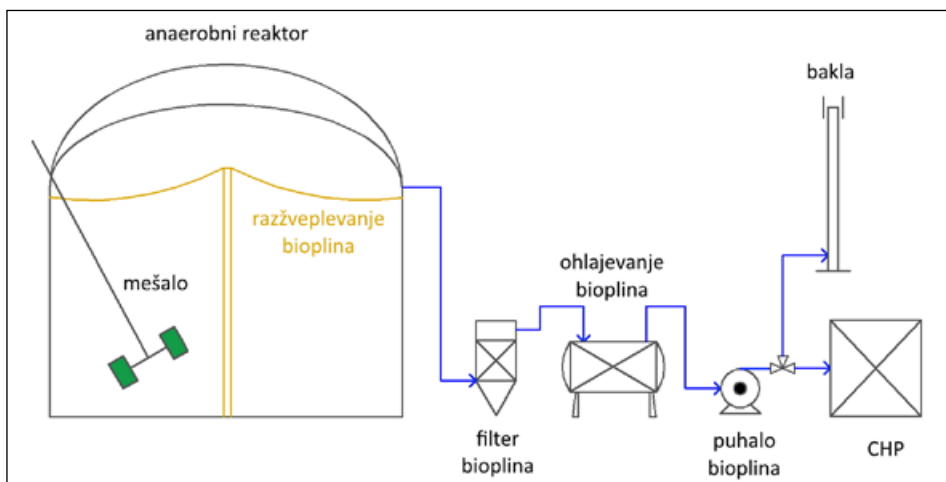 anaerobni reaktor
bakla
razžveplevanje
bioplina
mešalo
ohlajevanje
bioplina
filter
bioplina
puhalo
bioplina
CHP